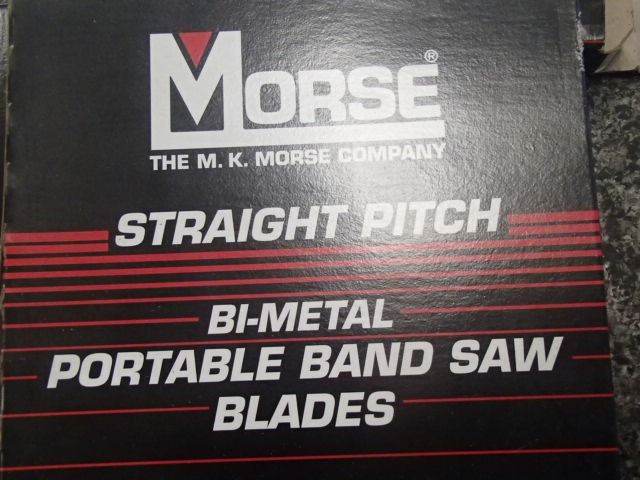 MORSE®
THE M. K. MORSE COMPANY
STRAIGHT PITCH
BI-METAL
PORTABLE BAND SAW
BLADES